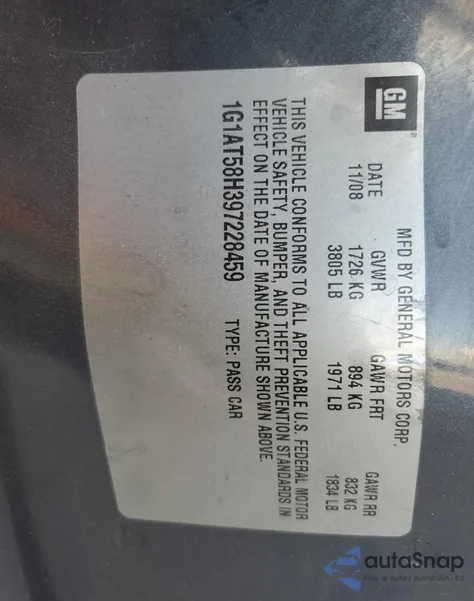 GM
MFD BY GENERAL MOTORS CORP.
DATE GVWR GAWR FRT GAWR RR
11/08 1726 KG 894 KG 832 KG
3805 LB 1971 LB 1834 LB
THIS VEHICLE CONFORMS TO ALL APPLICABLE U.S. FEDERAL MOTOR
VEHICLE SAFETY, BUMPER, AND THEFT PREVENTION STANDARDS IN
EFFECT ON THE DATE OF MANUFACTURE SHOWN ABOVE.
1G1AT58H397228459 TYPE: PASS CAR
autaSnap